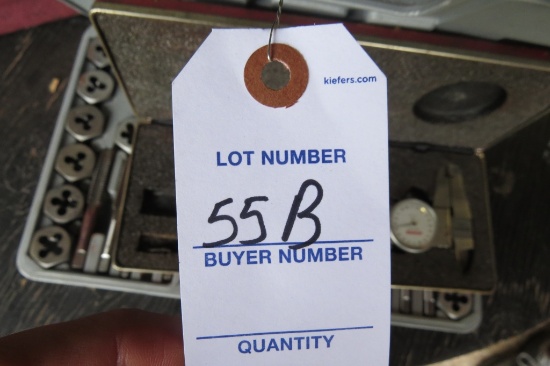 kiefers.com
LOT NUMBER
55B
BUYER NUMBER
QUANTITY